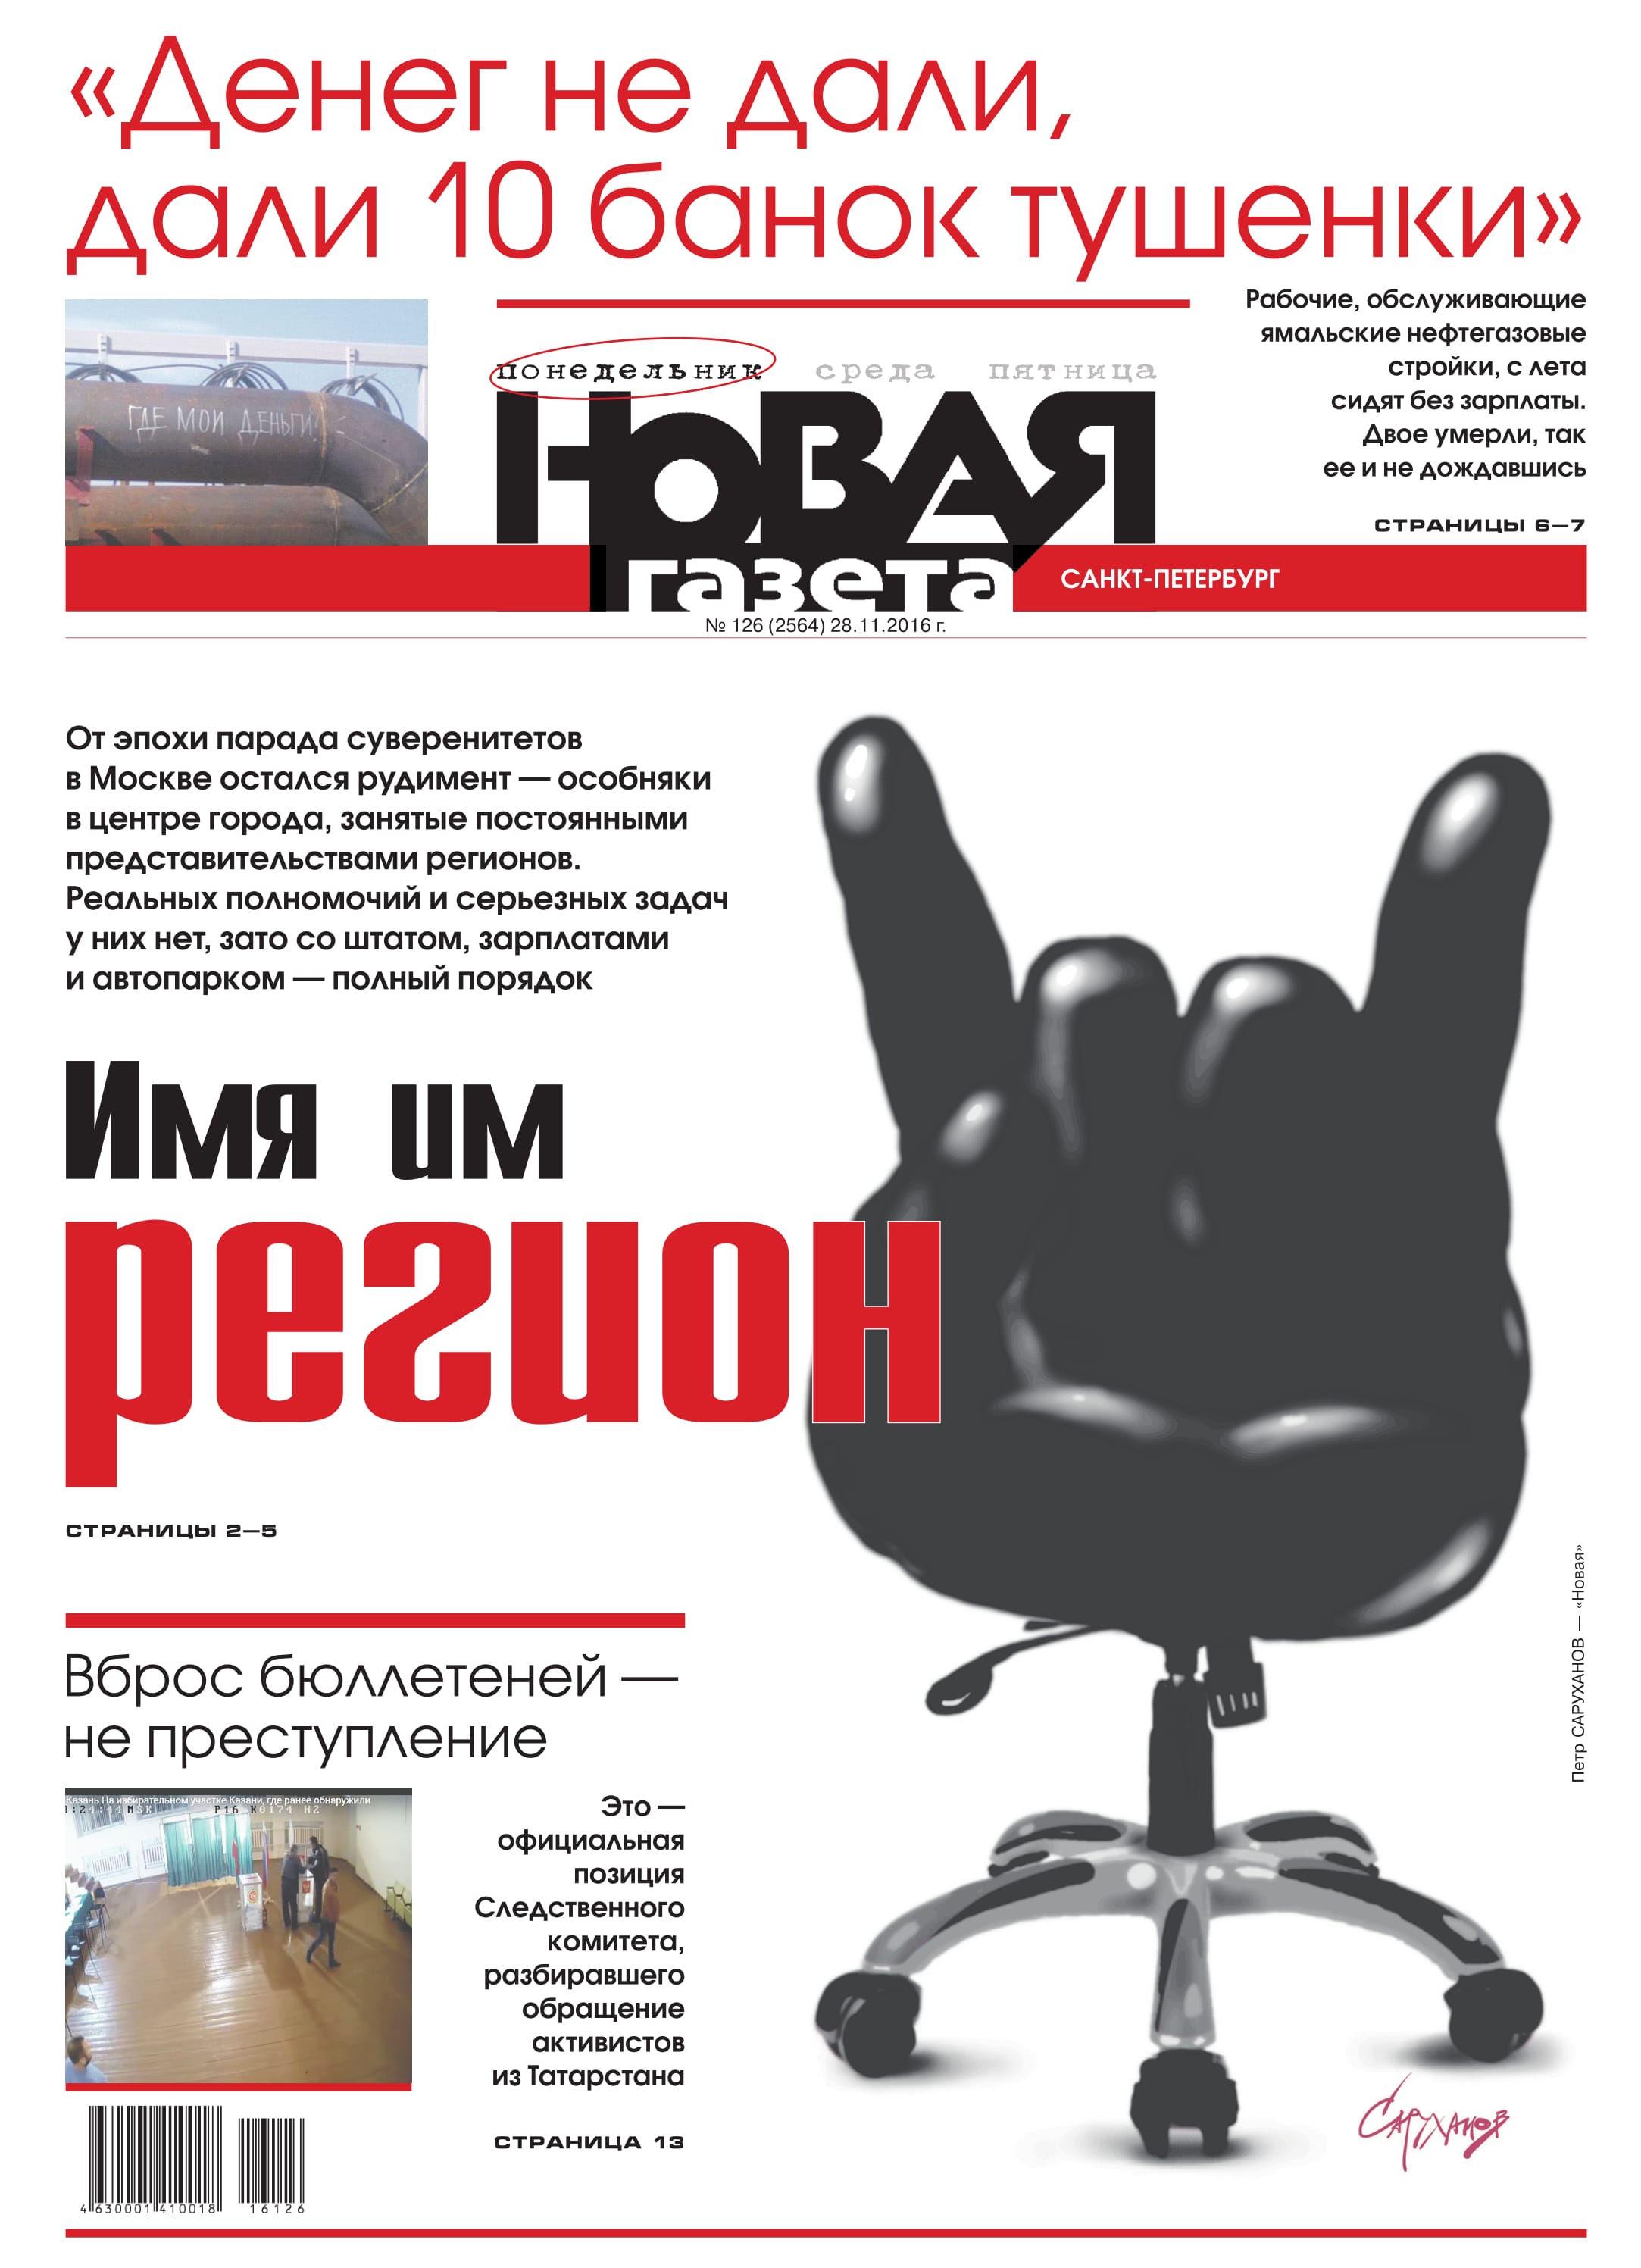 «Денег не дали,
дали 10 банок тушенки»
ГДЕ МОИ ДЕНЬГИ?
понедельник среда пятница
Новая
газета
САНКТ-ПЕТЕРБУРГ
№ 126 (2564) 28.11.2016 г.
Рабочие, обслуживающие
ямальские нефтегазовые
стройки, с лета
сидят без зарплаты.
Двое умерли, так
ее и не дождавшись
СТРАНИЦЫ 6—7
От эпохи парада суверенитетов
в Москве остался рудимент — особняки
в центре города, занятые постоянными
представительствами регионов.
Реальных полномочий и серьезных задач
у них нет, зато со штатом, зарплатами
и автопарком — полный порядок
Имя им
регион
СТРАНИЦЫ 2—5
Петр САРУХАНОВ — «Новая»
Вброс бюллетеней —
не преступление
Казань На избирательном участке Казани, где ранее обнаружили
MSK P16 K0174 H2
Это —
официальная
позиция
Следственного
комитета,
разбиравшего
обращение
активистов
из Татарстана
СТРАНИЦА 13
Саруханов
4 630001 410018 16126